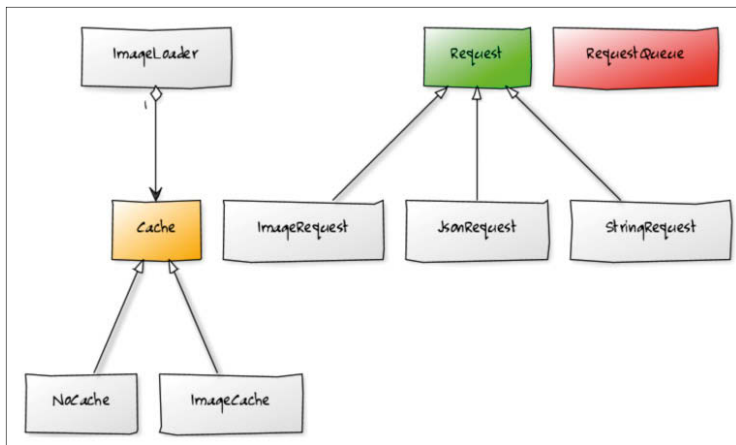 ImageLoader
Request
RequestQueue
1
Cache
ImageRequest
JsonRequest
StringRequest
NoCache
ImageCache